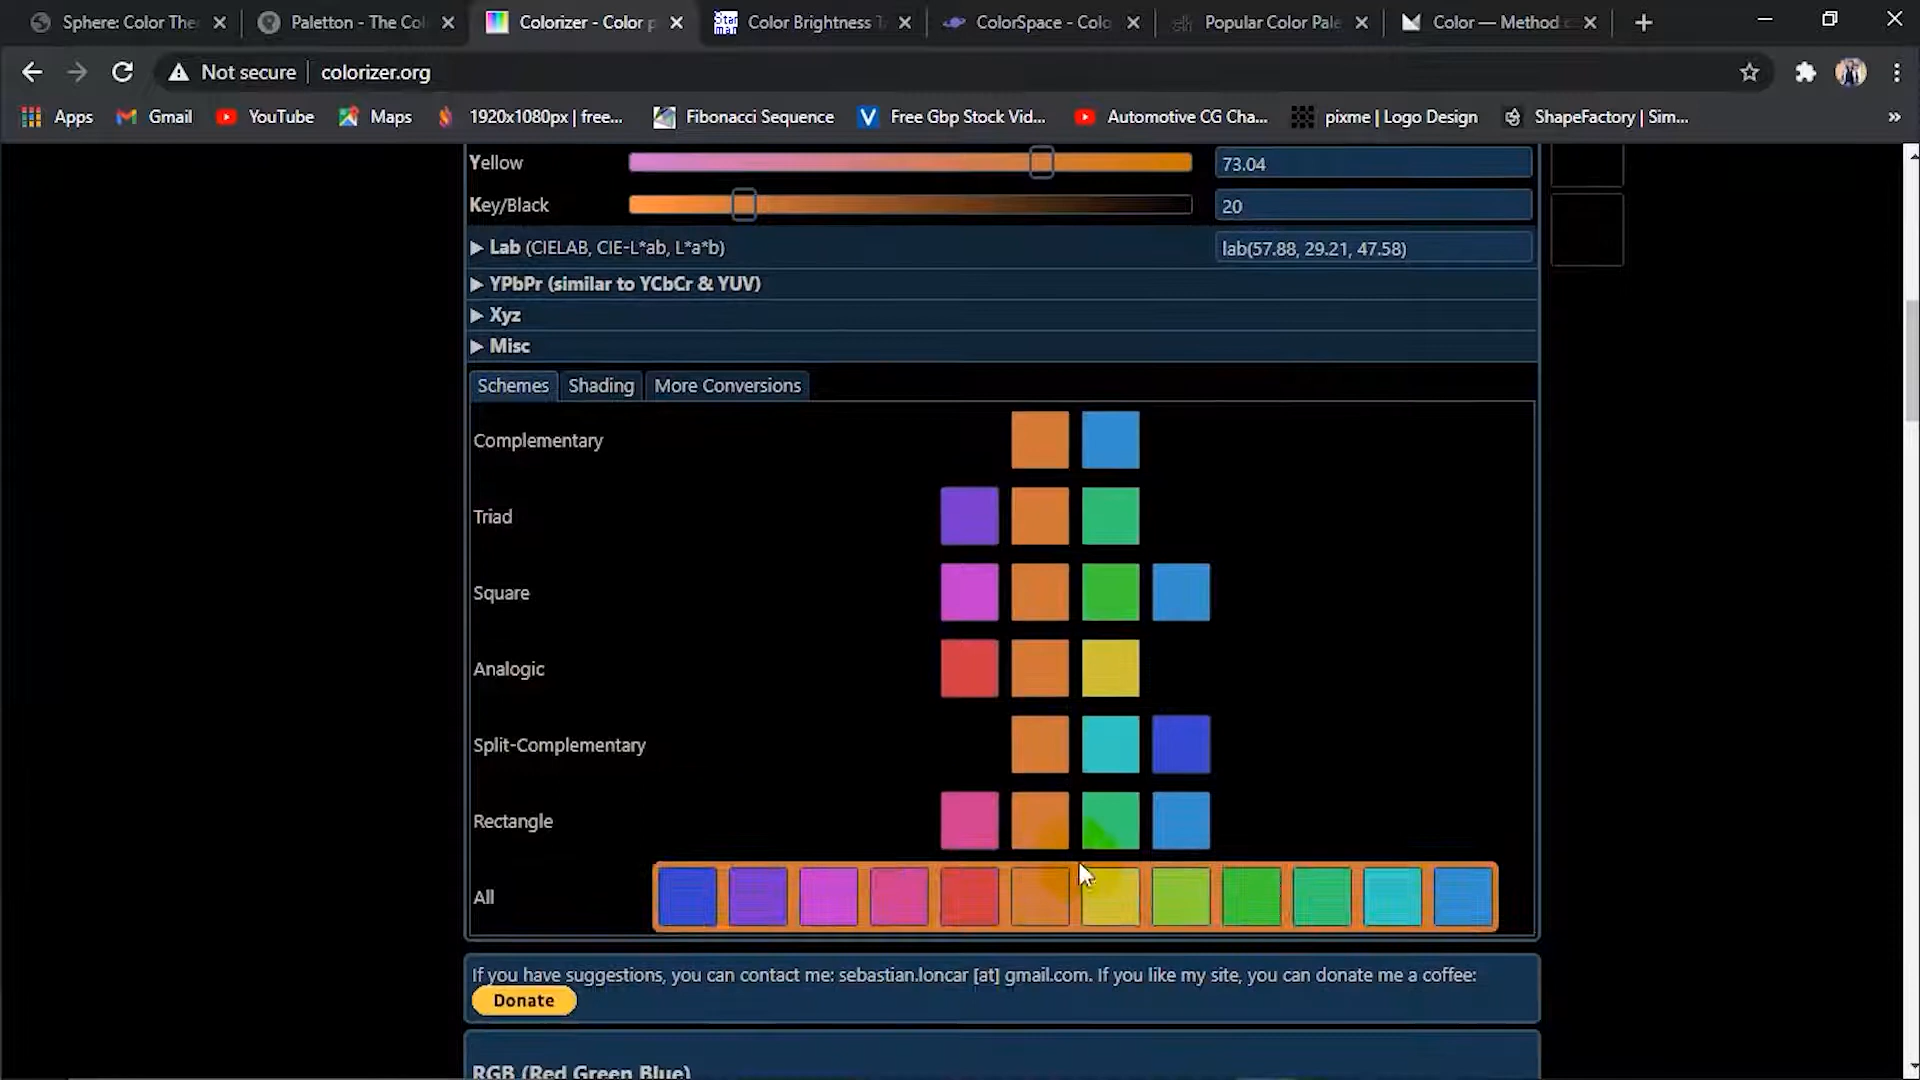 Sphere: Color The
Paletton - The Col
Colorizer - Color p
Color Brightness T
ColorSpace - Colo
Popular Color Pale
Color — Method
Not secure
colorizer.org
Apps
Gmail
YouTube
Maps
1920x1080px | free...
Fibonacci Sequence
Free Gbp Stock Vid...
Automotive CG Cha...
pixme | Logo Design
ShapeFactory | Sim...
»
Yellow
73.04
Key/Black
20
Lab (CIELAB, CIE-L*ab, L*a*b)
lab(57.88, 29.21, 47.58)
YPbPr (similar to YCbCr & YUV)
Xyz
Misc
Schemes
Shading
More Conversions
Complementary
Triad
Square
Analogic
Split-Complementary
Rectangle
All
If you have suggestions, you can contact me: sebastian.loncar [at] gmail.com. If you like my site, you can donate me a coffee:
Donate
RGB (Red Green Blue)